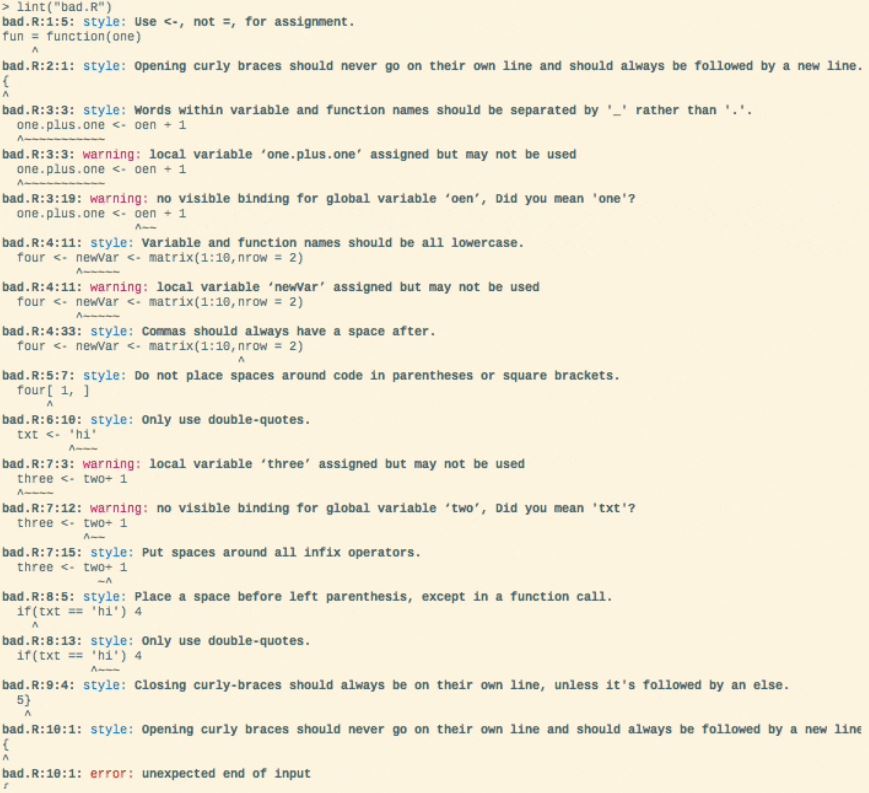 > lint("bad.R")
bad.R:1:5: style: Use <-, not =, for assignment.
fun = function(one)
    ^
bad.R:2:1: style: Opening curly braces should never go on their own line and should always be followed by a new line.
{
^
bad.R:3:3: style: Words within variable and function names should be separated by '_' rather than '.'.
  one.plus.one <- oen + 1
  ^~~~~~~~~~~~
bad.R:3:3: warning: local variable ‘one.plus.one’ assigned but may not be used
  one.plus.one <- oen + 1
  ^~~~~~~~~~~~
bad.R:3:19: warning: no visible binding for global variable ‘oen’, Did you mean 'one'?
  one.plus.one <- oen + 1
                  ^~~
bad.R:4:11: style: Variable and function names should be all lowercase.
  four <- newVar <- matrix(1:10,nrow = 2)
          ^~~~~~
bad.R:4:11: warning: local variable ‘newVar’ assigned but may not be used
  four <- newVar <- matrix(1:10,nrow = 2)
          ^~~~~~
bad.R:4:33: style: Commas should always have a space after.
  four <- newVar <- matrix(1:10,nrow = 2)
                                ^
bad.R:5:7: style: Do not place spaces around code in parentheses or square brackets.
  four[ 1, ]
      ^
bad.R:6:10: style: Only use double-quotes.
  txt <- 'hi'
         ^~~~
bad.R:7:3: warning: local variable ‘three’ assigned but may not be used
  three <- two+ 1
  ^~~~~
bad.R:7:12: warning: no visible binding for global variable ‘two’, Did you mean 'txt'?
  three <- two+ 1
           ^~~
bad.R:7:15: style: Put spaces around all infix operators.
  three <- two+ 1
             ~^
bad.R:8:5: style: Place a space before left parenthesis, except in a function call.
  if(txt == 'hi') 4
    ^
bad.R:8:13: style: Only use double-quotes.
  if(txt == 'hi') 4
            ^~~~
bad.R:9:4: style: Closing curly-braces should always be on their own line, unless it's followed by an else.
  5}
   ^
bad.R:10:1: style: Opening curly braces should never go on their own line and should always be followed by a new line
{
^
bad.R:10:1: error: unexpected end of input